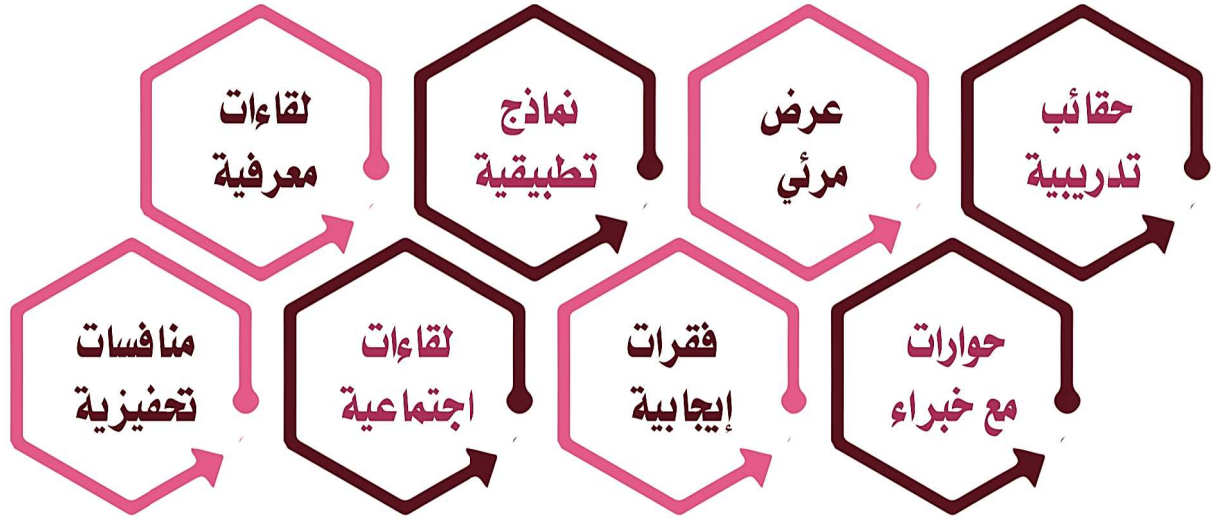 حقائب
تدريبية
عرض
مرئي
نماذج
تطبيقية
لقاءات
معرفية
حوارات
مع خبراء
فقرات
إيجابية
لقاءات
اجتماعية
منافسات
تحفيزية